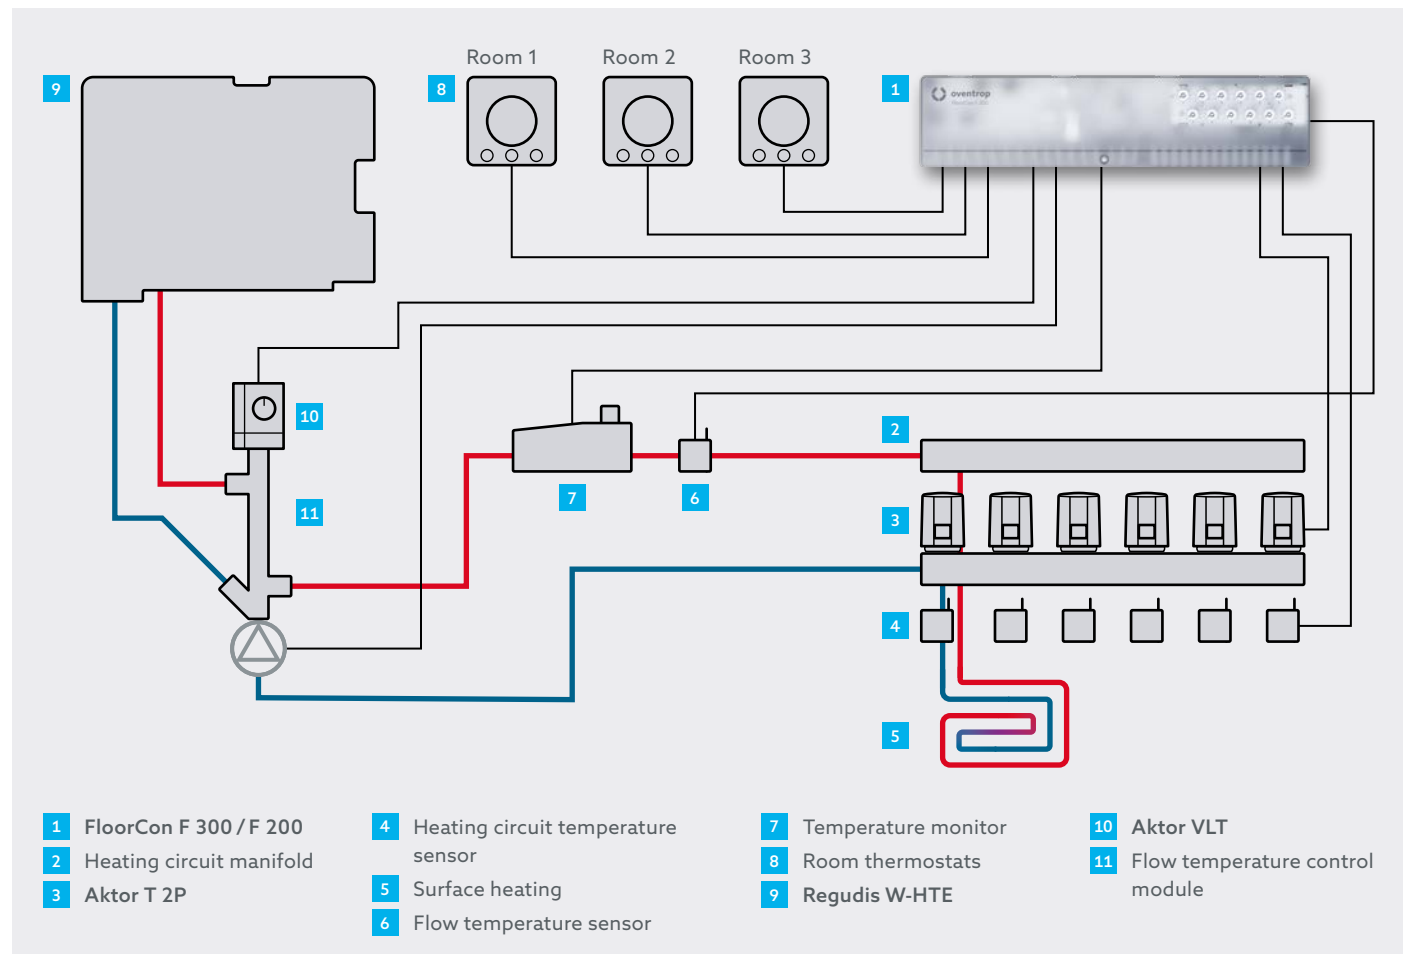 Room 1
Room 2
Room 3
9
8
1
oventrop
10
2
11
7
6
3
4
5
1 FloorCon F 300 / F 200
2 Heating circuit manifold
3 Aktor T 2P
4 Heating circuit temperature
sensor
5 Surface heating
6 Flow temperature sensor
7 Temperature monitor
8 Room thermostats
9 Regudis W-HTE
10 Aktor VLT
11 Flow temperature control
module